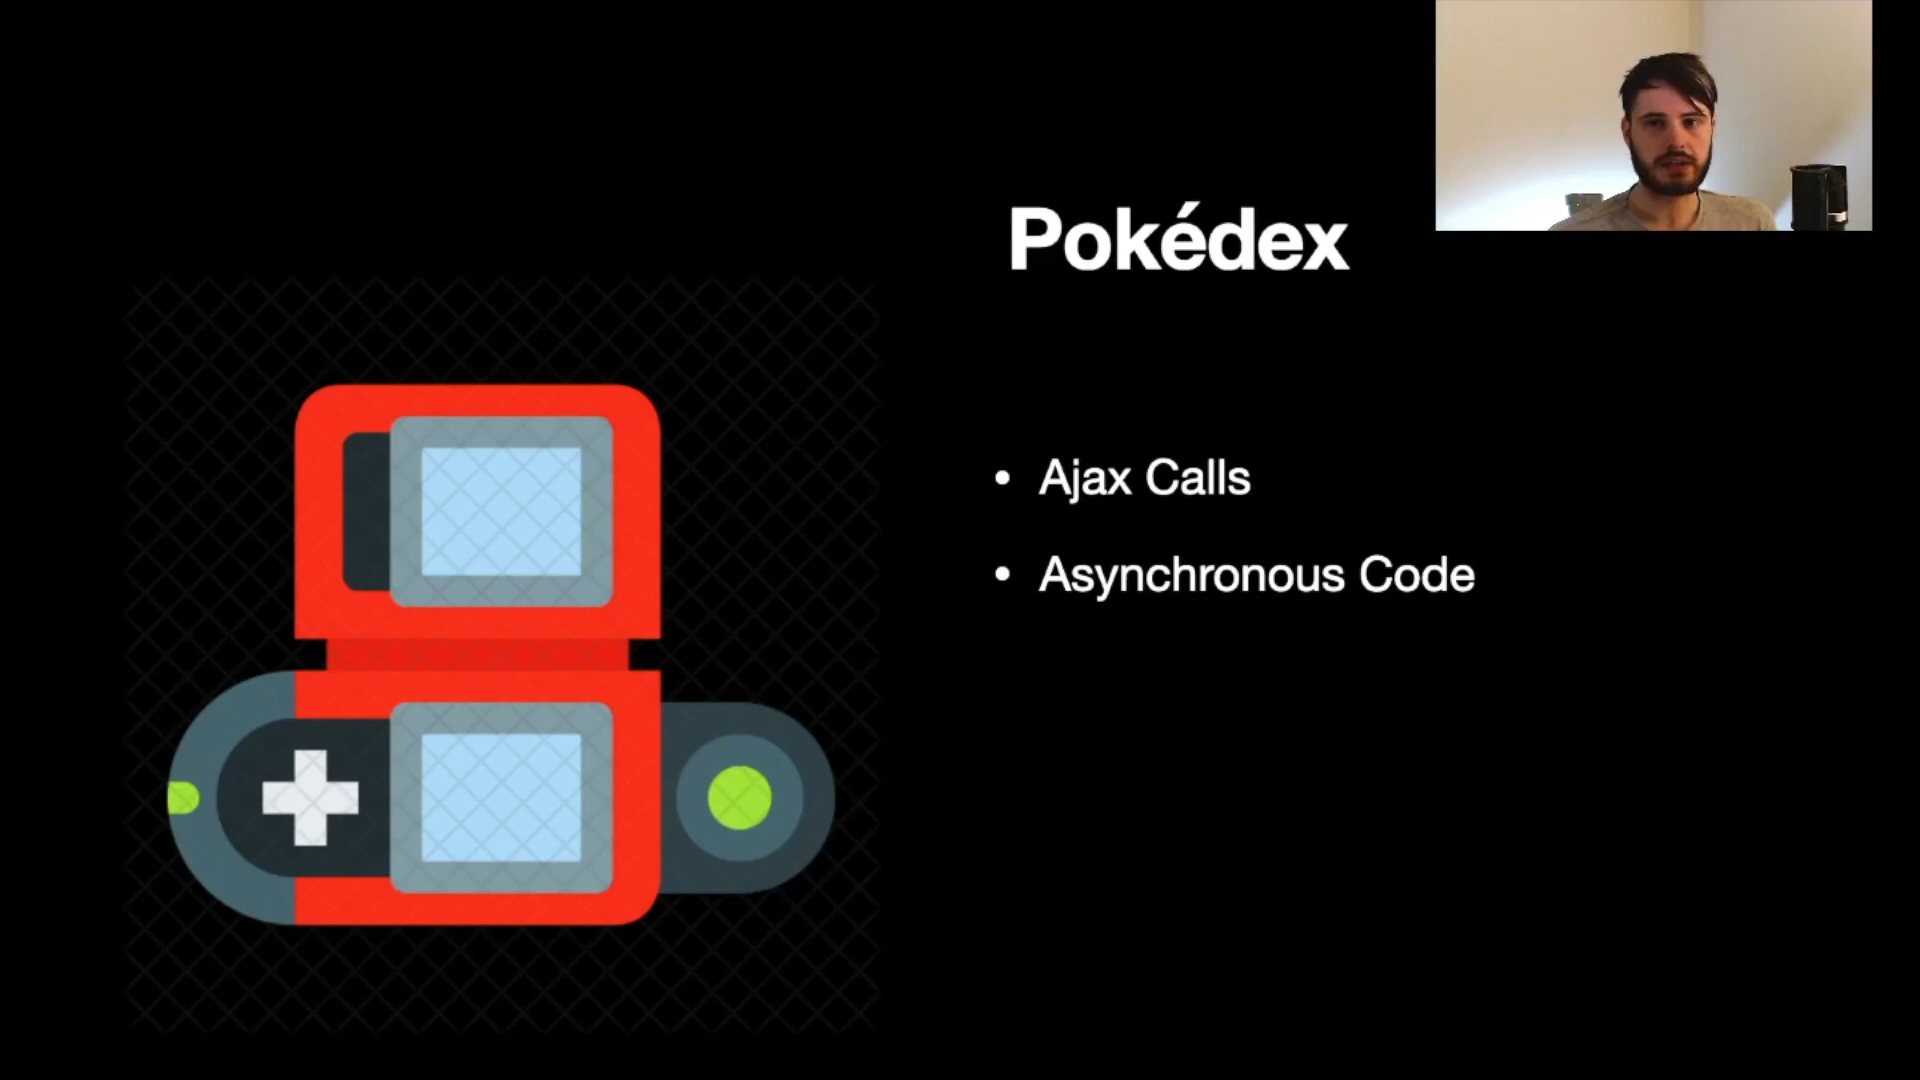 Pokédex
• Ajax Calls
• Asynchronous Code